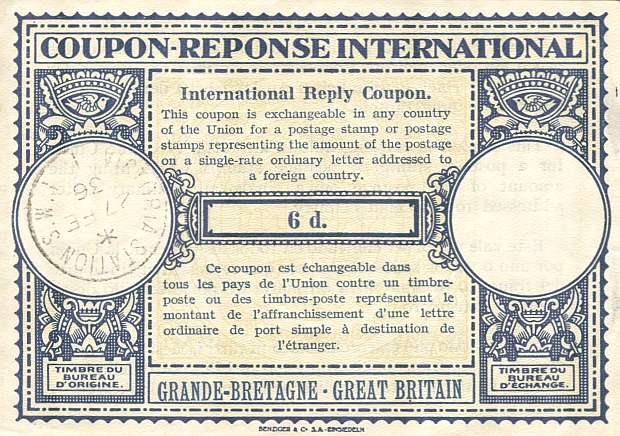 COUPON-REPONSE INTERNATIONAL
International Reply Coupon.
This coupon is exchangeable in any country
of the Union for a postage stamp or postage
stamps representing the amount of the postage
on a single-rate ordinary letter addressed to
a foreign country.
VICTORIA STATION S.W.1
17 FE
36
6 d.
Ce coupon est échangeable dans
tous les pays de l'Union contre un timbre-
poste ou des timbres-poste représentant le
montant de l'affranchissement d'une lettre
ordinaire de port simple à destination de
l'étranger.
TIMBRE DU
BUREAU
D'ORIGINE.
TIMBRE DU
BUREAU
D'ÉCHANGE.
GRANDE-BRETAGNE - GREAT BRITAIN
BENZIGER & Co S.A. EINSIEDELN